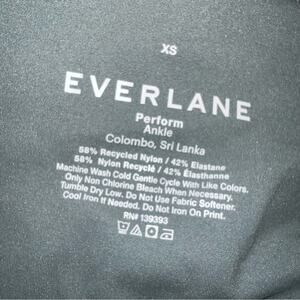 XS
EVERLANE
Perform
Ankle
Colombo, Sri Lanka
58% Recycled Nylon / 42% Elastane
58% Nylon Recyclé / 42% Élasthanne
Machine Wash Cold Gentle Cycle With Like Colors.
Only Non Chlorine Bleach When Necessary.
Tumble Dry Low. Do Not Use Fabric Softener.
Cool Iron If Needed. Do Not Iron On Print.
RN# 139393